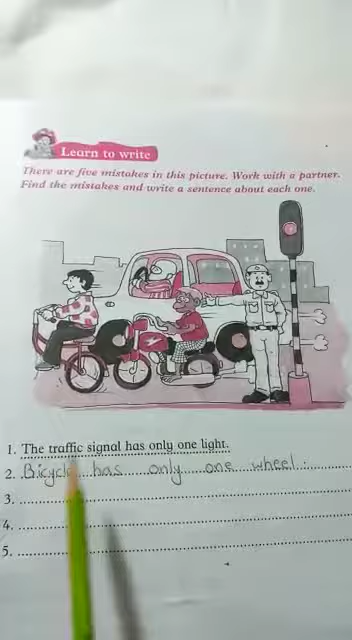 Learn to write
There are five mistakes in this picture. Work with a partner.
Find the mistakes and write a sentence about each one.
1. The traffic signal has only one light.
2. Bicycle has only one wheel.
3.
4.
5.